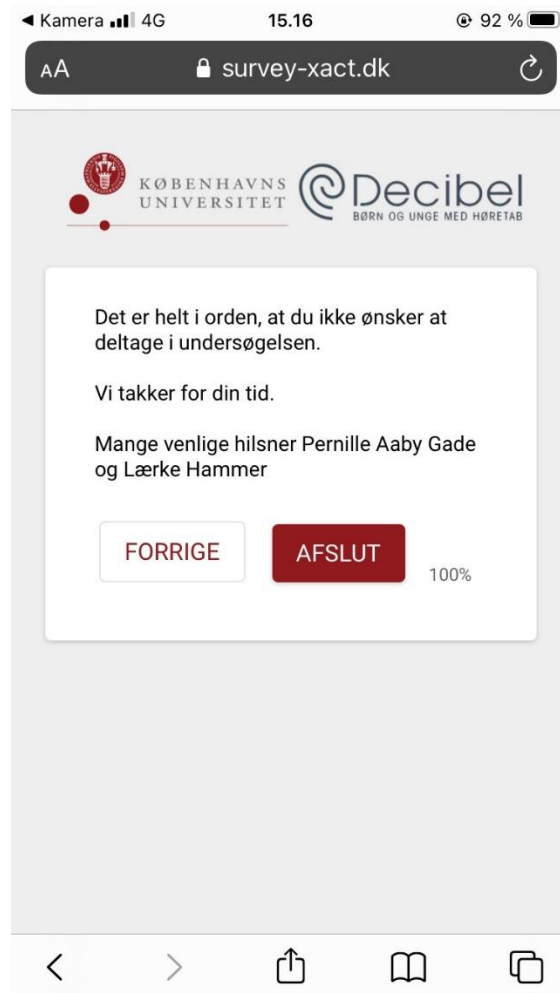 Kamera 4G 15.16 92 %
AA survey-xact.dk
KØBENHAVNS
UNIVERSITET
Decibel
BØRN OG UNGE MED HØRETAB
Det er helt i orden, at du ikke ønsker at
deltage i undersøgelsen.
Vi takker for din tid.
Mange venlige hilsner Pernille Aaby Gade
og Lærke Hammer
FORRIGE AFSLUT 100%